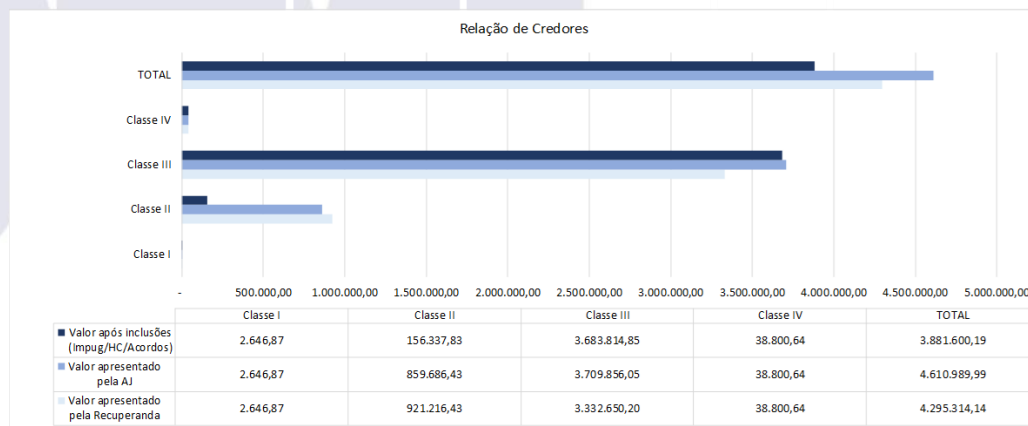 Relação de Credores
TOTAL
Classe IV
Classe III
Classe II
Classe I
- 500.000,00 1.000.000,00 1.500.000,00 2.000.000,00 2.500.000,00 3.000.000,00 3.500.000,00 4.000.000,00 4.500.000,00 5.000.000,00
Classe I Classe II Classe III Classe IV TOTAL
Valor após inclusões
(Impug/HC/Acordos) 2.646,87 156.337,83 3.683.814,85 38.800,64 3.881.600,19
Valor apresentado
pela AJ 2.646,87 859.686,43 3.709.856,05 38.800,64 4.610.989,99
Valor apresentado
pela Recuperanda 2.646,87 921.216,43 3.332.650,20 38.800,64 4.295.314,14